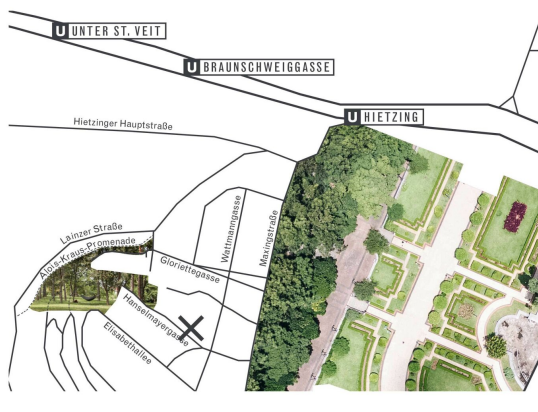 U UNTER ST. VEIT
U BRAUNSCHWEIGGASSE
U HIETZING
Hietzinger Hauptstraße
Lainzer Straße
Alois-Kraus-Promenade
Gloriettegasse
Wattmanngasse
Maxingstraße
Hanselmayergasse
Elisabethallee